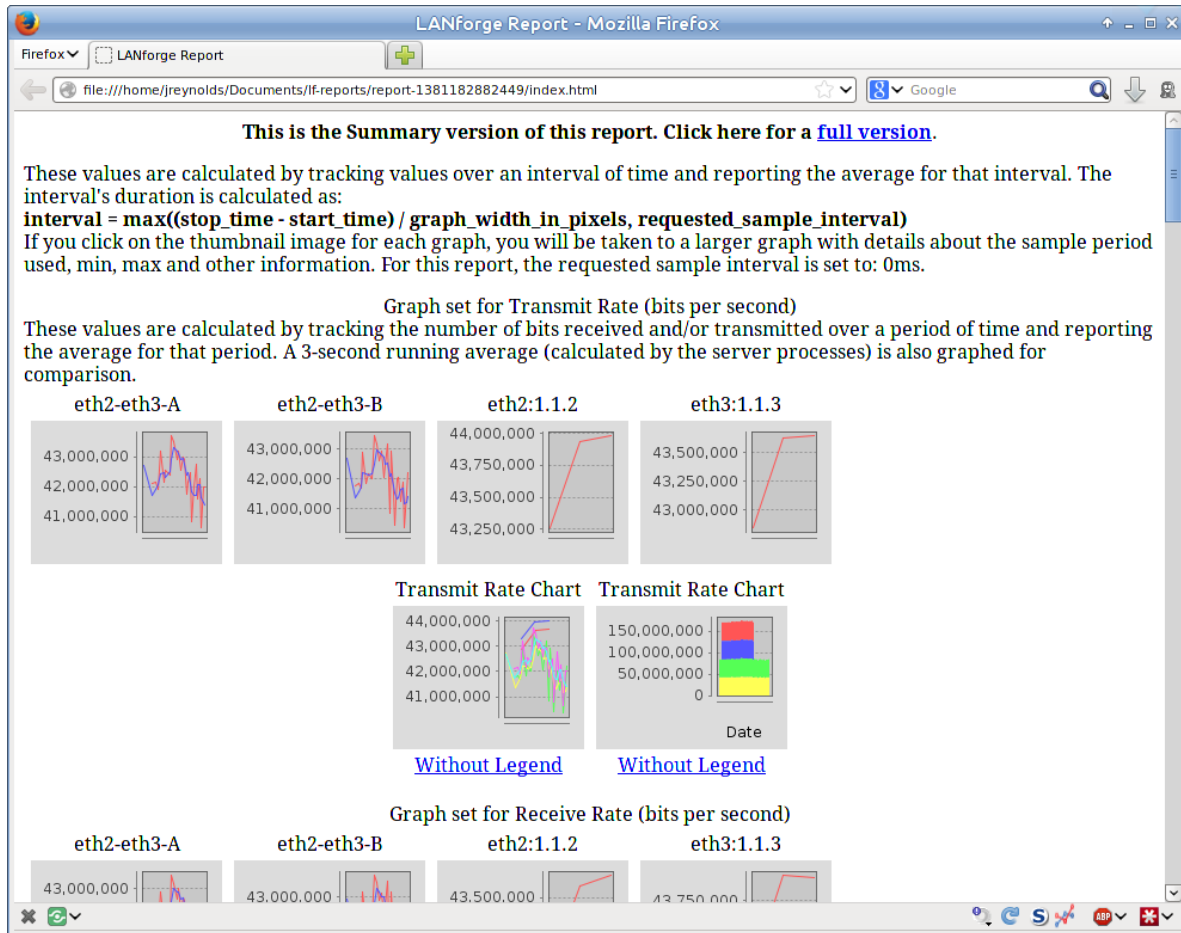 LANforge Report - Mozilla Firefox
Firefox
LANforge Report
file:///home/jreynolds/Documents/lf-reports/report-1381182882449/index.html
Google
This is the Summary version of this report. Click here for a full version.
These values are calculated by tracking values over an interval of time and reporting the average for that interval. The
interval's duration is calculated as:
interval = max((stop_time - start_time) / graph_width_in_pixels, requested_sample_interval)
If you click on the thumbnail image for each graph, you will be taken to a larger graph with details about the sample period
used, min, max and other information. For this report, the requested sample interval is set to: 0ms.
Graph set for Transmit Rate (bits per second)
These values are calculated by tracking the number of bits received and/or transmitted over a period of time and reporting
the average for that period. A 3-second running average (calculated by the server processes) is also graphed for
comparison.
eth2-eth3-A eth2-eth3-B eth2:1.1.2 eth3:1.1.3
43,000,000
42,000,000
41,000,000
43,000,000
42,000,000
41,000,000
44,000,000
43,750,000
43,500,000
43,250,000
43,500,000
43,250,000
43,000,000
Transmit Rate Chart Transmit Rate Chart
44,000,000
43,000,000
42,000,000
41,000,000
150,000,000
100,000,000
50,000,000
0
Date
Without Legend Without Legend
Graph set for Receive Rate (bits per second)
eth2-eth3-A eth2-eth3-B eth2:1.1.2 eth3:1.1.3
43,000,000
43,000,000
43,500,000
43,750,000
S
ABP